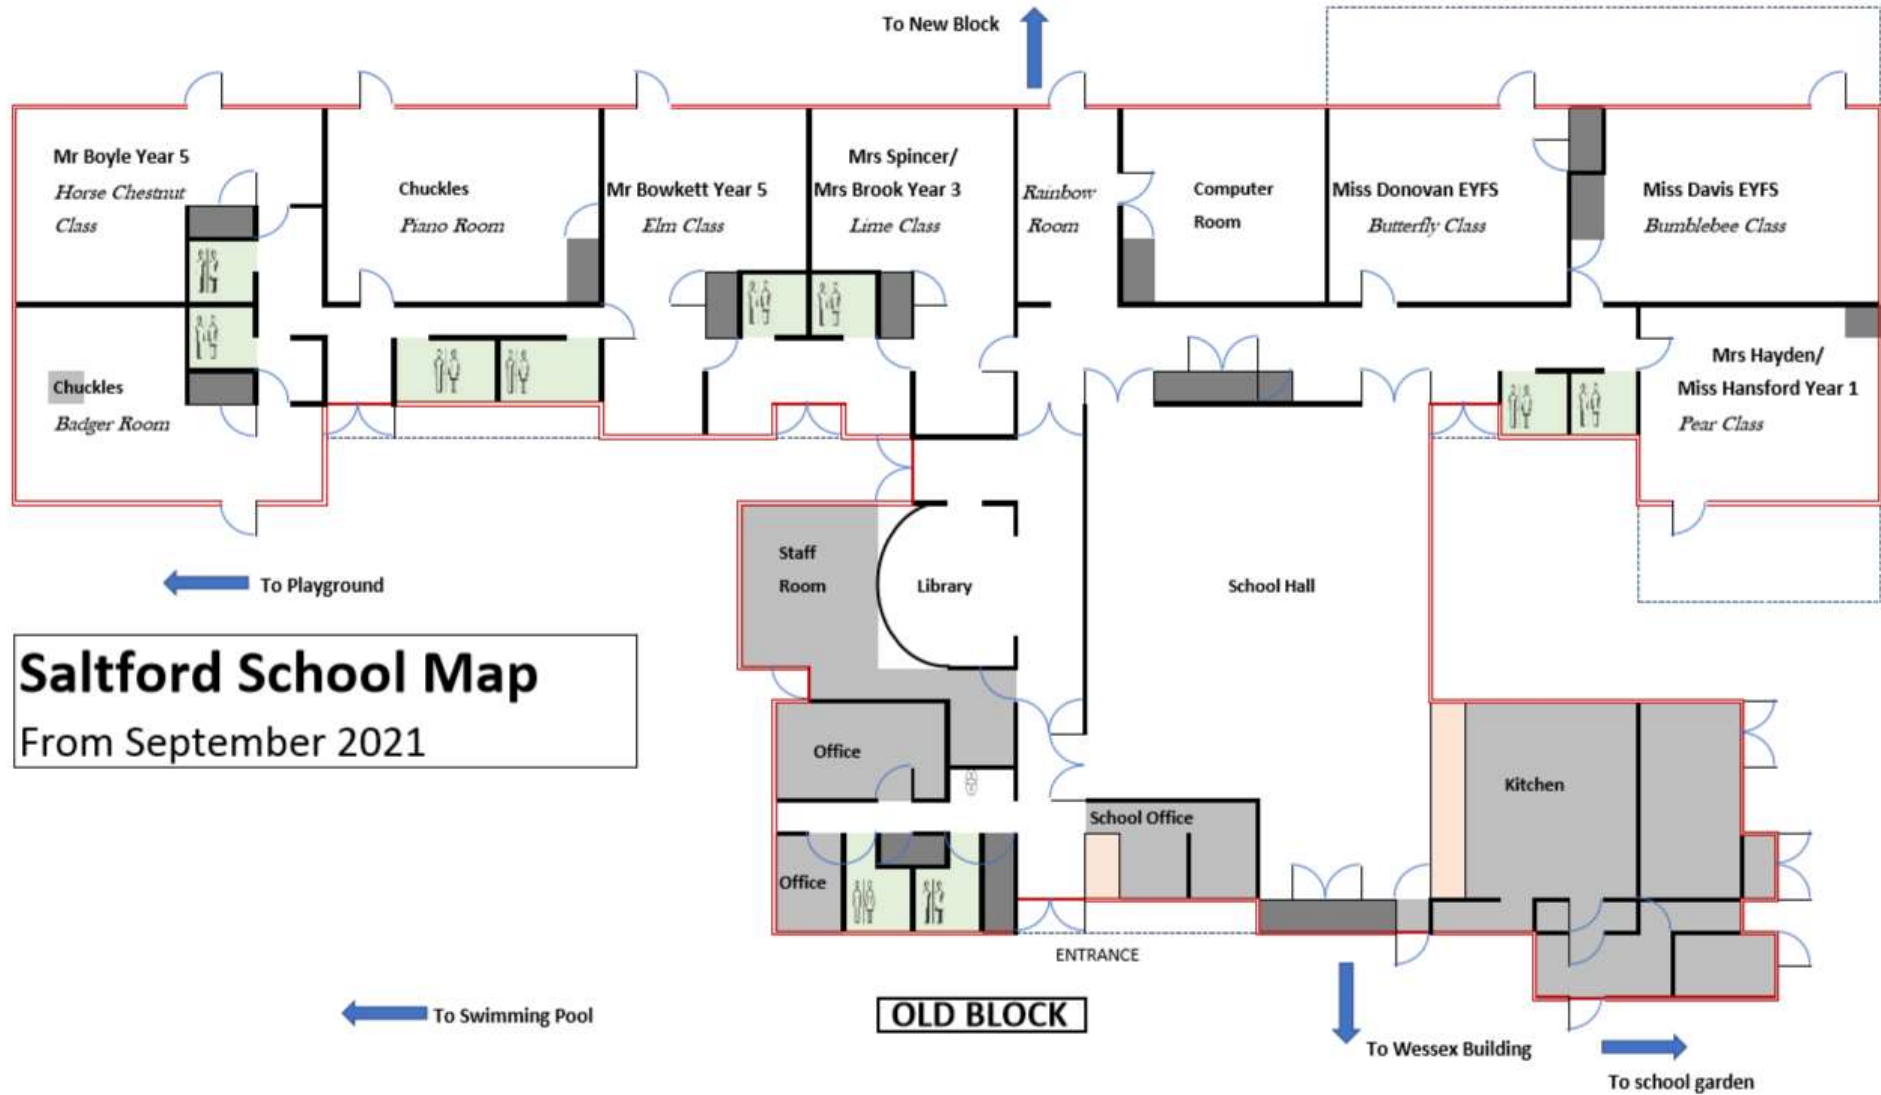 To New Block
Mr Boyle Year 5
Horse Chestnut
Class
Chuckles
Piano Room
Mr Bowkett Year 5
Elm Class
Mrs Spincer/
Mrs Brook Year 3
Lime Class
Rainbow
Room
Computer
Room
Miss Donovan EYFS
Butterfly Class
Miss Davis EYFS
Bumblebee Class
Chuckles
Badger Room
Mrs Hayden/
Miss Hansford Year 1
Pear Class
To Playground
Staff
Room
Library
School Hall
Saltford School Map
From September 2021
Office
School Office
Kitchen
Office
ENTRANCE
To Swimming Pool
OLD BLOCK
To Wessex Building
To school garden